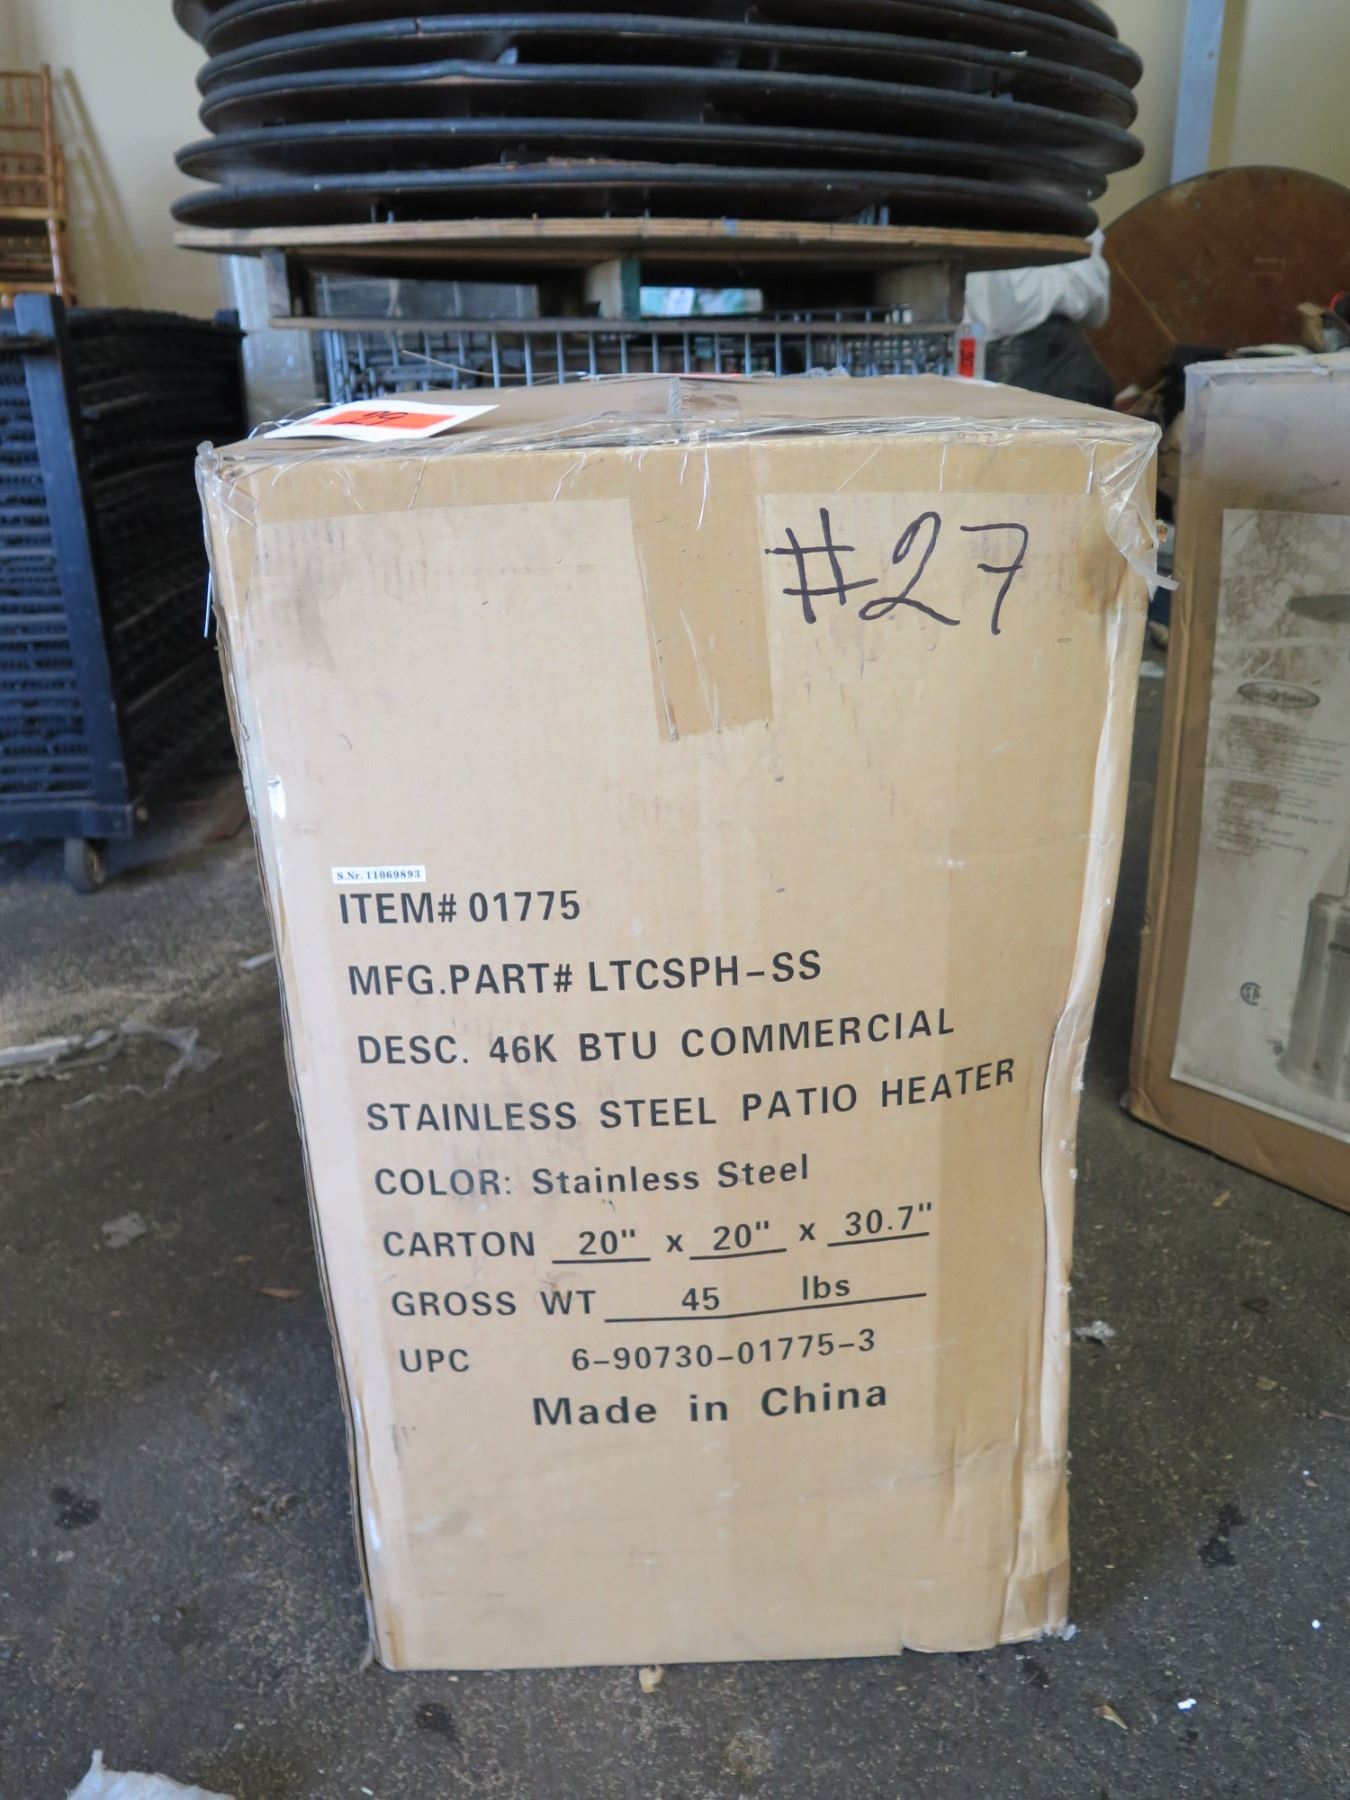 29
#27
S.Nr. 11069893
ITEM# 01775
MFG.PART# LTCSPH-SS
DESC. 46K BTU COMMERCIAL
STAINLESS STEEL PATIO HEATER
COLOR: Stainless Steel
CARTON 20" x 20" x 30.7"
GROSS WT 45 lbs
UPC 6-90730-01775-3
Made in China